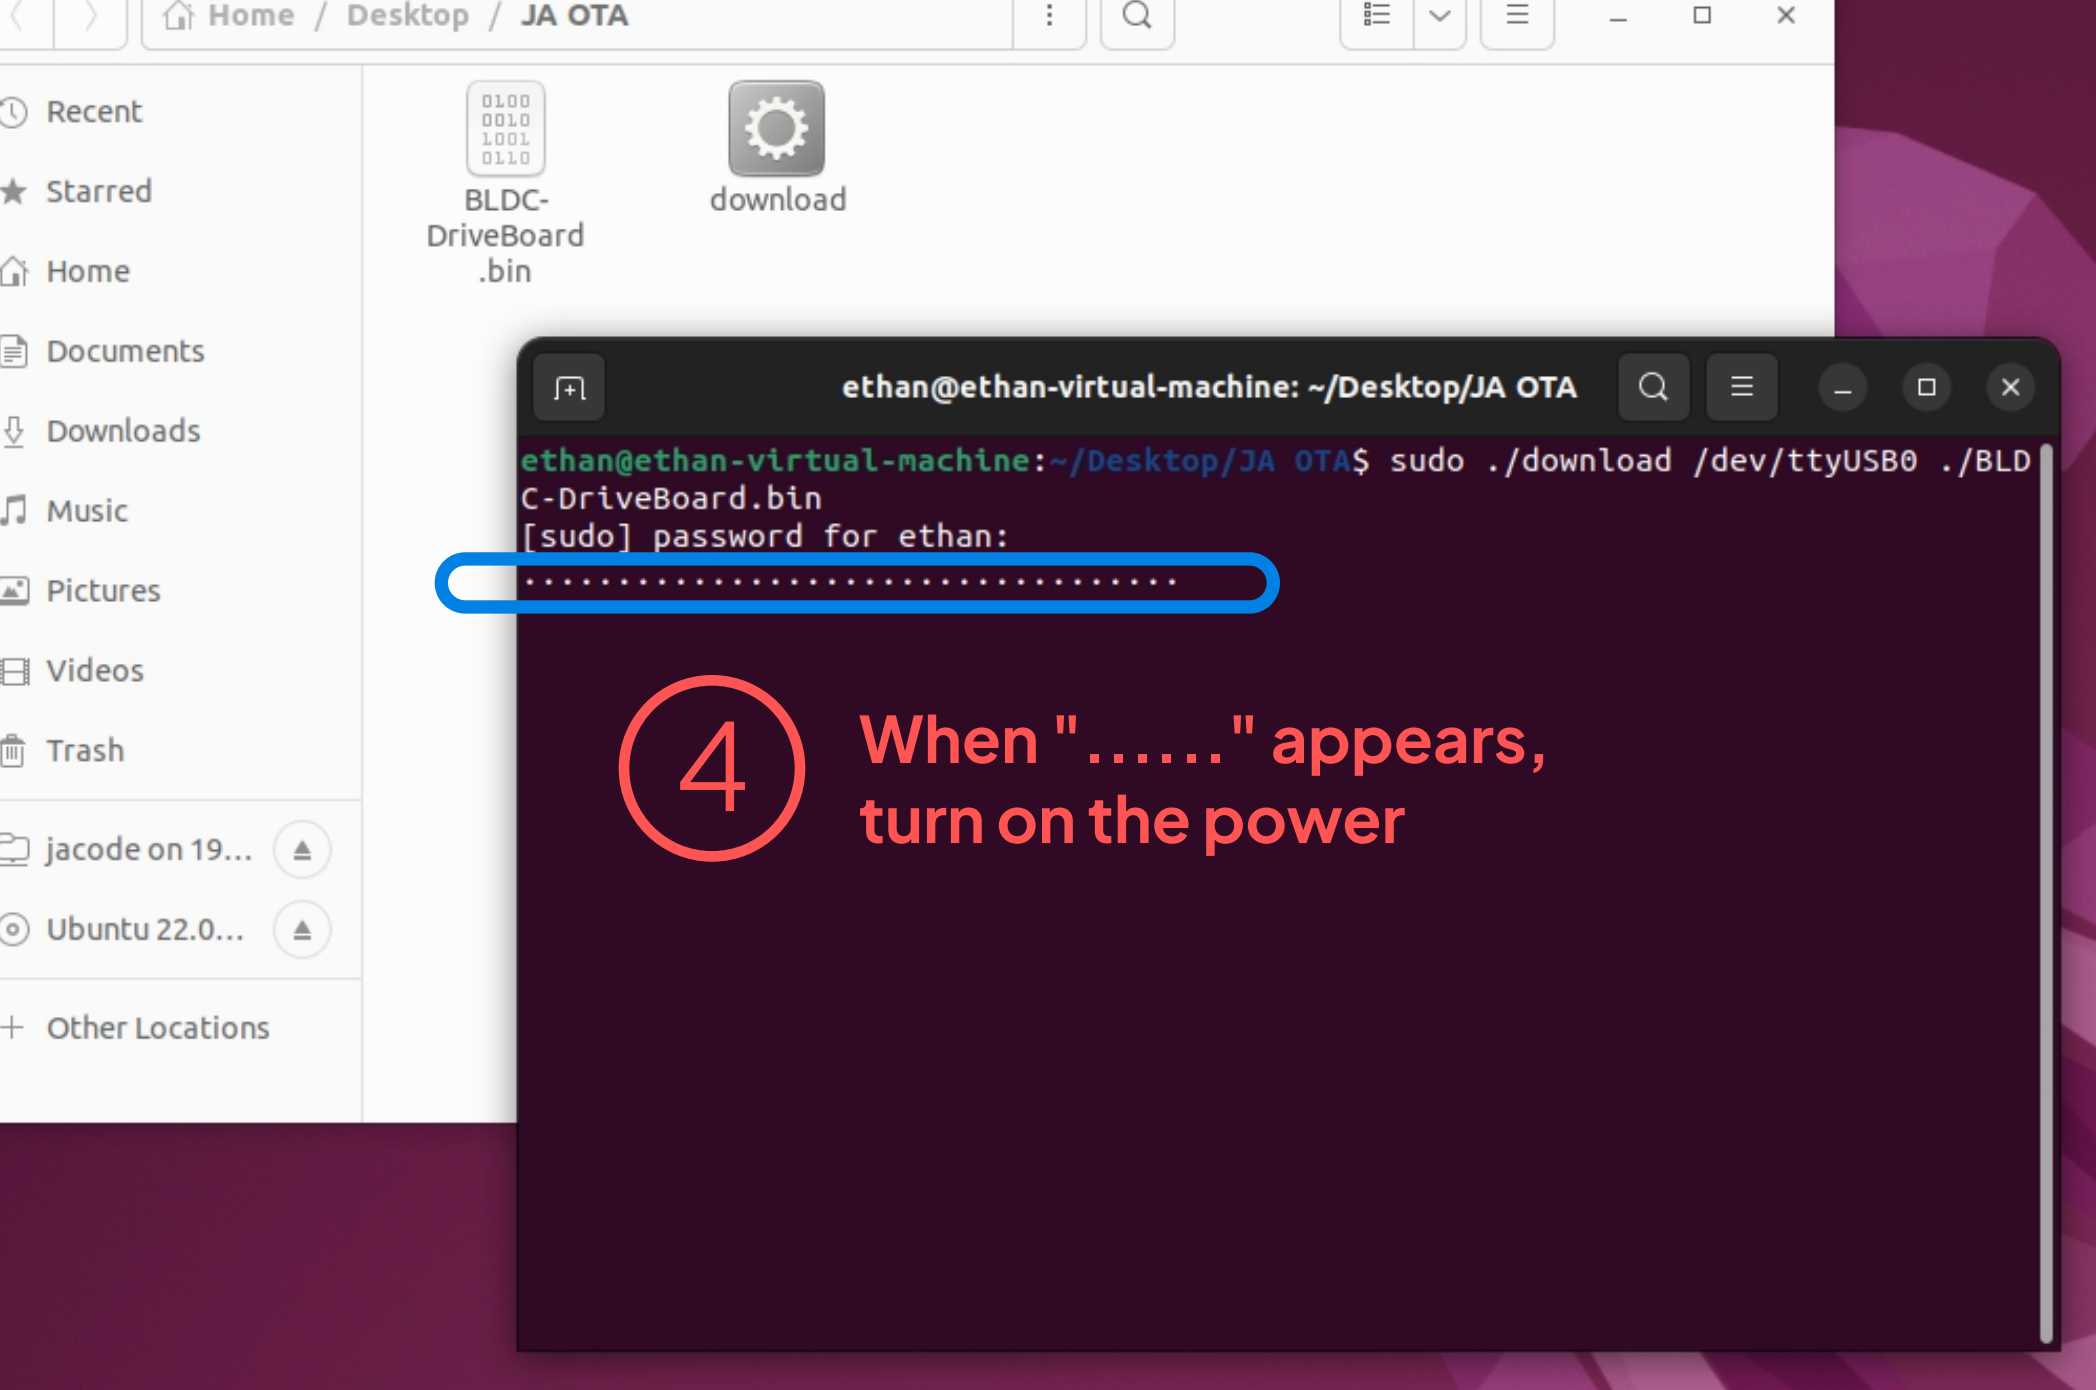 Home / Desktop / JA OTA
Recent
Starred
Home
Documents
Downloads
Music
Pictures
Videos
Trash
jacode on 19...
Ubuntu 22.0...
Other Locations
0100
0010
1001
0110
BLDC-
DriveBoard
.bin
download
ethan@ethan-virtual-machine: ~/Desktop/JA OTA
ethan@ethan-virtual-machine:~/Desktop/JA OTA$ sudo ./download /dev/ttyUSB0 ./BLD
C-DriveBoard.bin
[sudo] password for ethan:
...................................
4
When "......" appears,
turn on the power